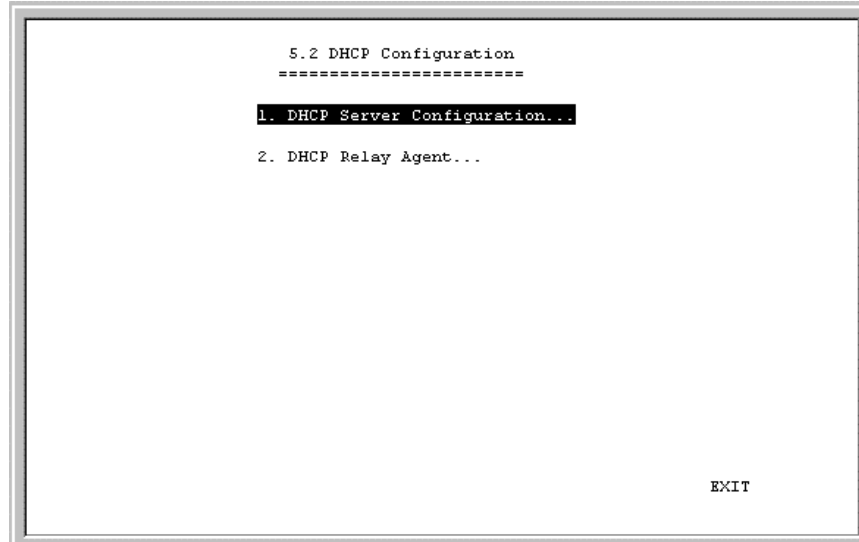 5.2 DHCP Configuration
========================
1. DHCP Server Configuration...
2. DHCP Relay Agent...
EXIT